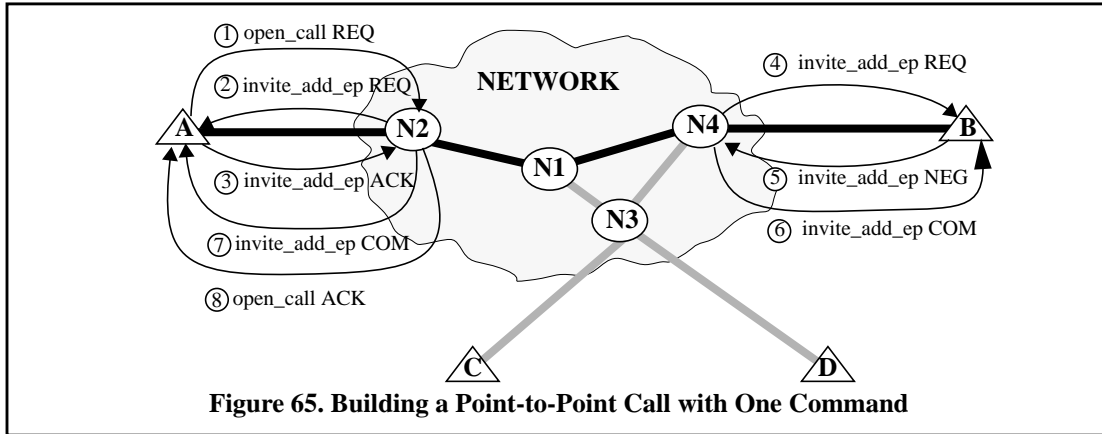 ① open_call REQ
② invite_add_ep REQ
NETWORK
④ invite_add_ep REQ
A
N2
N4
B
N1
③ invite_add_ep ACK
⑤ invite_add_ep NEG
N3
⑦ invite_add_ep COM
⑥ invite_add_ep COM
⑧ open_call ACK
C
D
Figure 65. Building a Point-to-Point Call with One Command